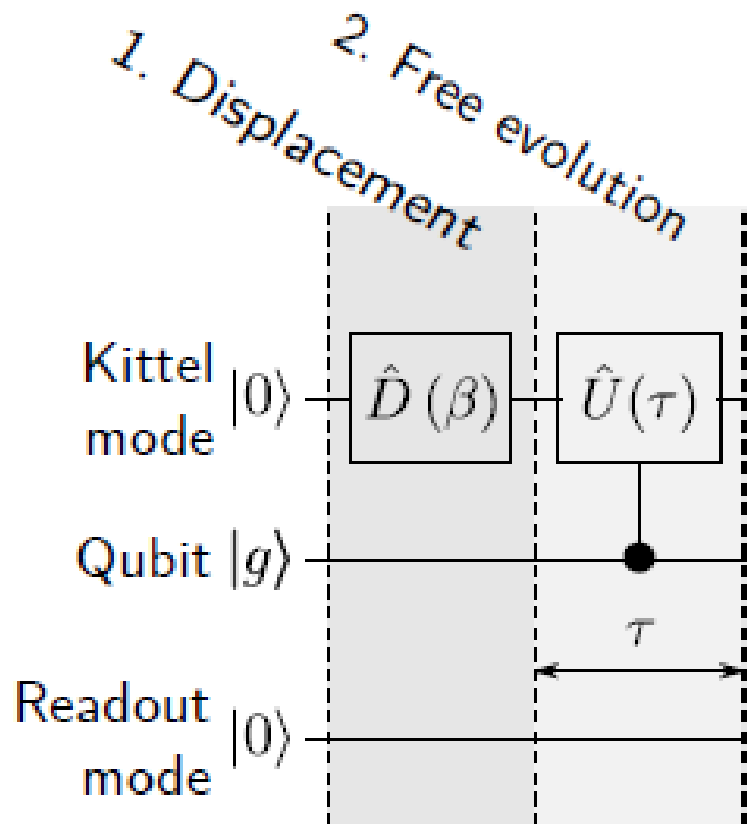 1. Displacement
2. Free evolution
Kittel mode |0⟩
D̂ (β)
Û(τ)
Qubit |g⟩
τ
Readout mode |0⟩